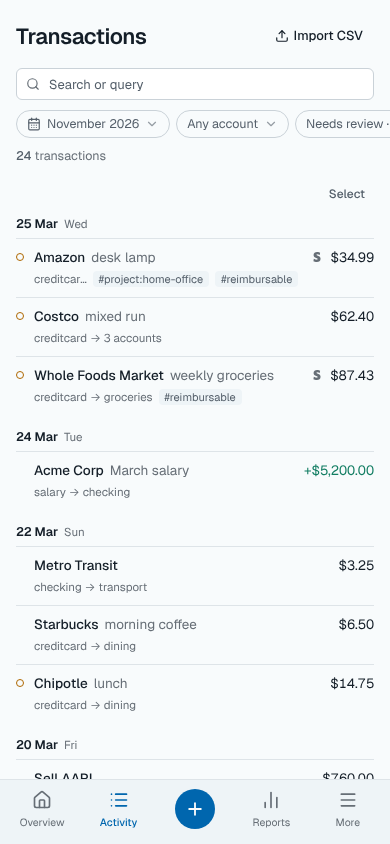 Transactions
Import CSV
Search or query
November 2026
Any account
Needs review ·
24 transactions
Select
25 Mar Wed
Amazon desk lamp S $34.99
creditcar… #project:home-office #reimbursable
Costco mixed run $62.40
creditcard → 3 accounts
Whole Foods Market weekly groceries S $87.43
creditcard → groceries #reimbursable
24 Mar Tue
Acme Corp March salary +$5,200.00
salary → checking
22 Mar Sun
Metro Transit $3.25
checking → transport
Starbucks morning coffee $6.50
creditcard → dining
Chipotle lunch $14.75
creditcard → dining
20 Mar Fri
Sell AAPL $760.00
Overview
Activity
Reports
More